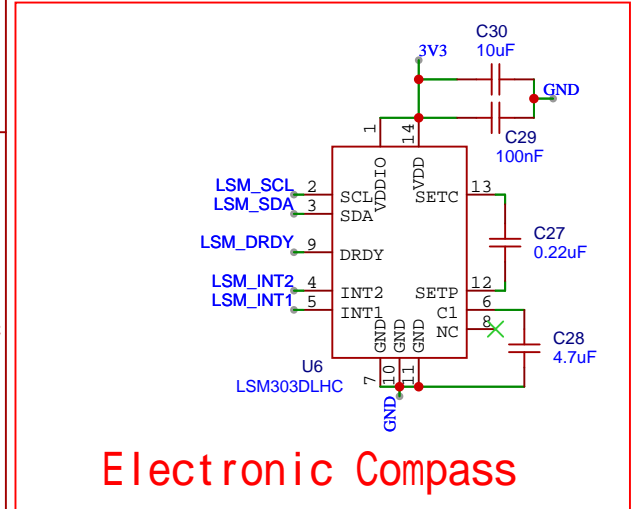 C30
10uF
3V3
GND
C29
100nF
1
14
VDDIO
VDD
LSM_SCL 2 SCL SETC 13
LSM_SDA 3 SDA
C27
0.22uF
LSM_DRDY 9 DRDY
LSM_INT2 4 INT2 SETP 12
LSM_INT1 5 INT1 C1 6
NC 8
GND
GND
GND
C28
4.7uF
U6
LSM303DLHC
7
10
11
GND
Electronic Compass